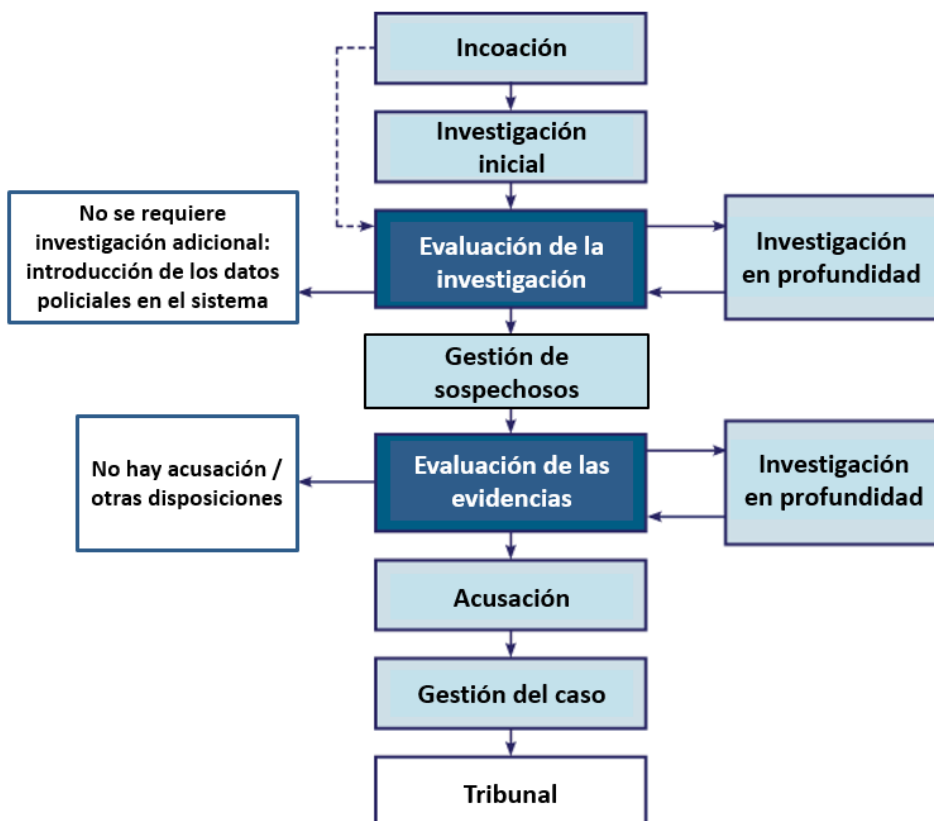 Incoación
Investigación
inicial
No se requiere
investigación adicional:
introducción de los datos
policiales en el sistema
Evaluación de la
investigación
Investigación
en profundidad
Gestión de
sospechosos
No hay acusación /
otras disposiciones
Evaluación de las
evidencias
Investigación
en profundidad
Acusación
Gestión del caso
Tribunal